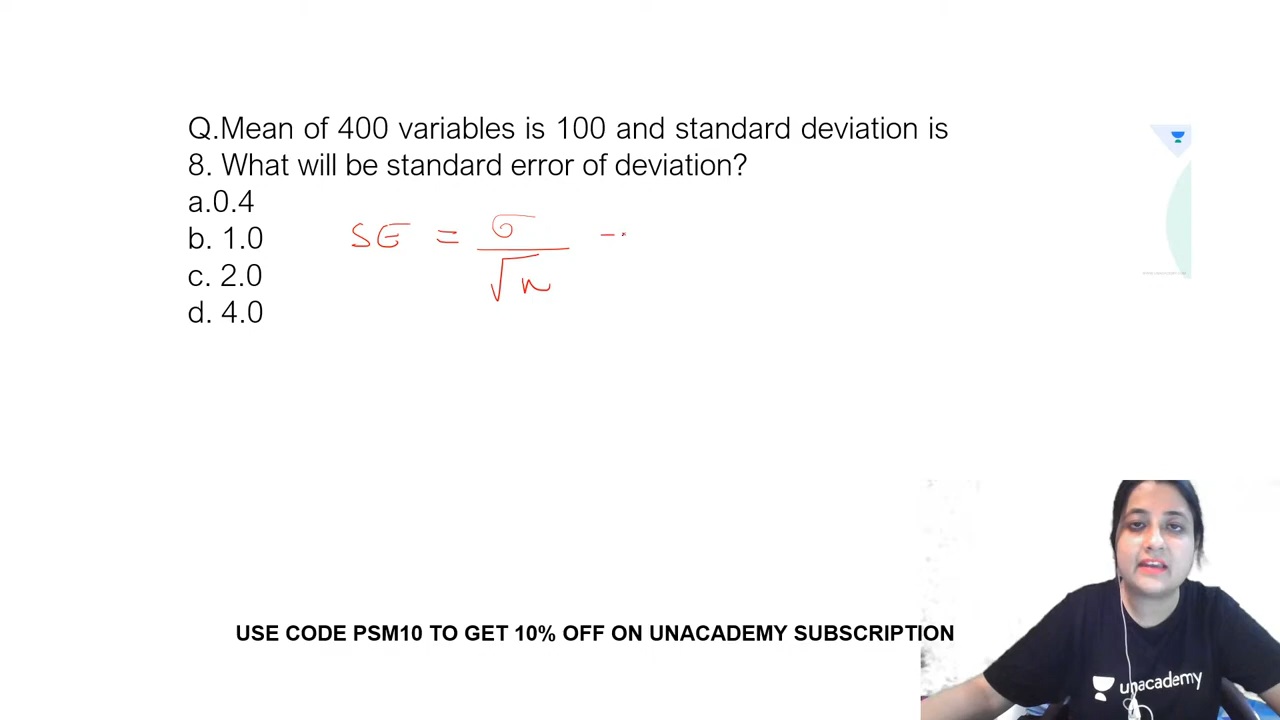 Q.Mean of 400 variables is 100 and standard deviation is
8. What will be standard error of deviation?
a.0.4
b. 1.0
c. 2.0
d. 4.0
SE = σ / √n -
USE CODE PSM10 TO GET 10% OFF ON UNACADEMY SUBSCRIPTION
unacademy